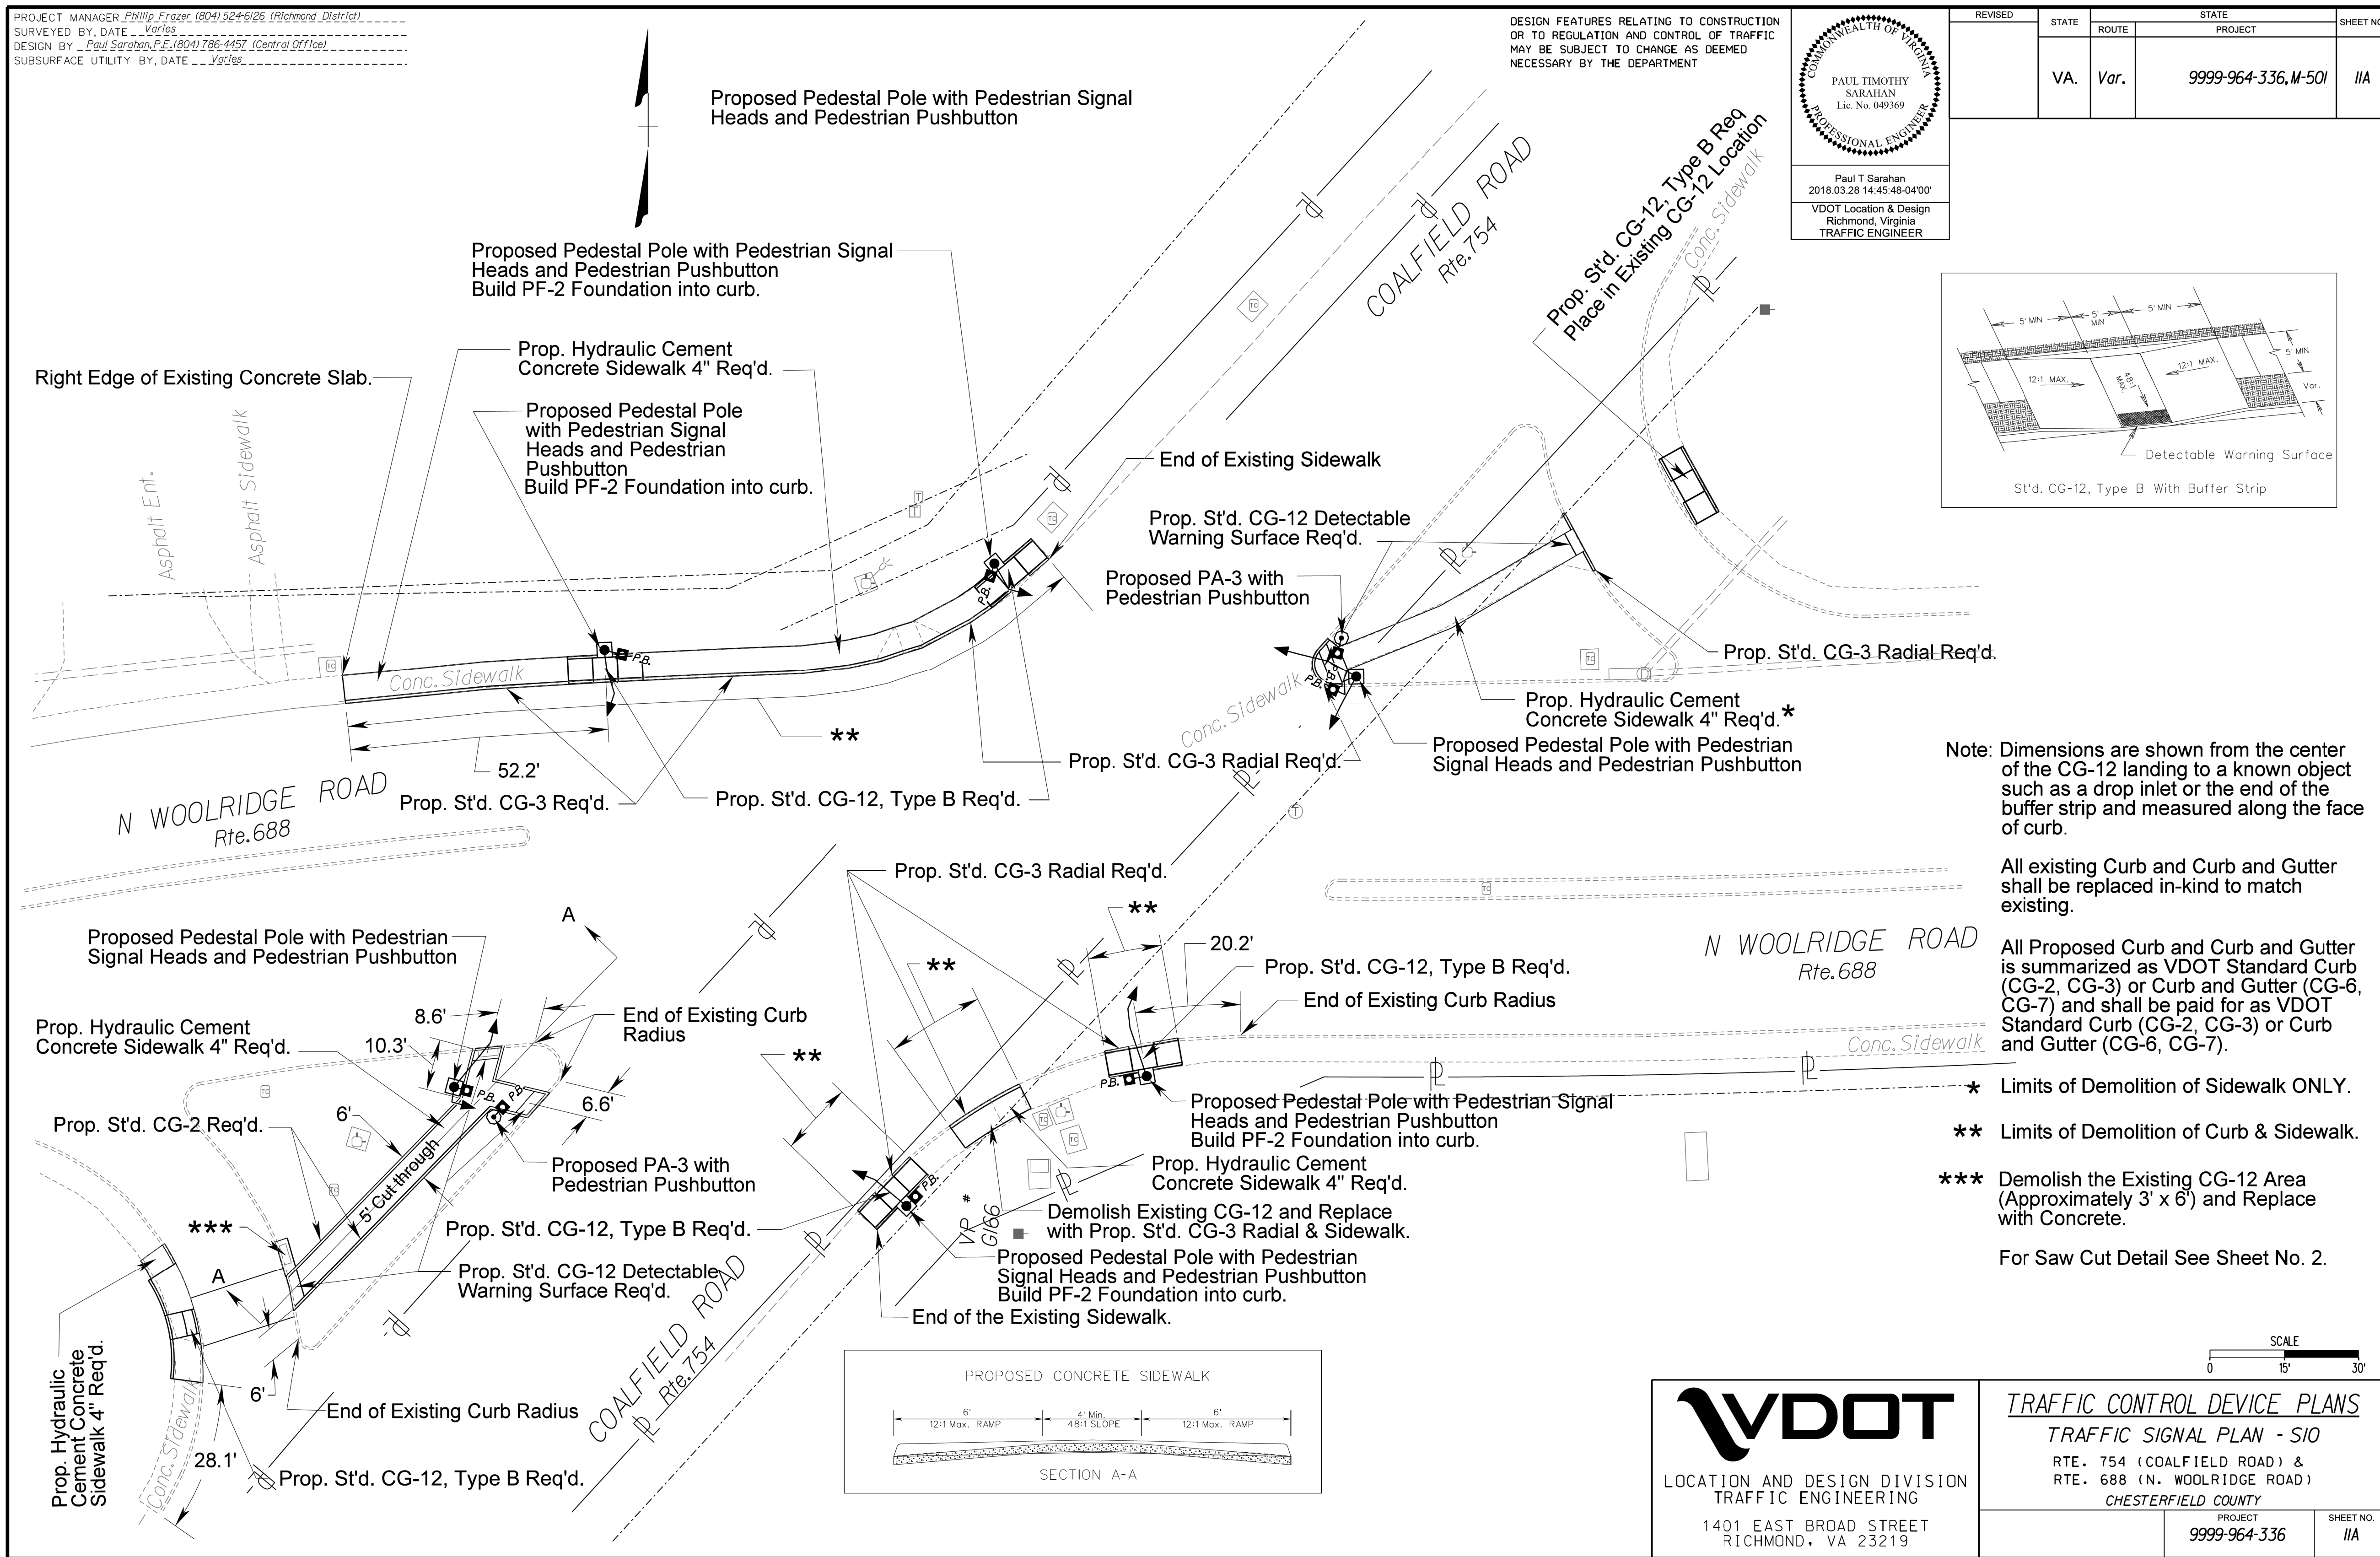 PROJECT MANAGER Phillip Frazer (804) 524-6126 (Richmond District)
SURVEYED BY, DATE Varies
DESIGN BY Paul Sarahan, P.E. (804) 786-4457 (Central Office)
SUBSURFACE UTILITY BY, DATE Varies
DESIGN FEATURES RELATING TO CONSTRUCTION
OR TO REGULATION AND CONTROL OF TRAFFIC
MAY BE SUBJECT TO CHANGE AS DEEMED
NECESSARY BY THE DEPARTMENT
COMMONWEALTH OF VIRGINIA
PAUL TIMOTHY
SARAHAN
Lic. No. 049369
PROFESSIONAL ENGINEER
Paul T Sarahan
2018.03.28 14:45:48-04'00'
VDOT Location & Design
Richmond, Virginia
TRAFFIC ENGINEER
REVISED
STATE
STATE
ROUTE
PROJECT
SHEET NO
VA.
Var.
9999-964-336, M-501
11A
Proposed Pedestal Pole with Pedestrian Signal
Heads and Pedestrian Pushbutton
Proposed Pedestal Pole with Pedestrian Signal
Heads and Pedestrian Pushbutton
Build PF-2 Foundation into curb.
Prop. Hydraulic Cement
Concrete Sidewalk 4" Req'd.
Right Edge of Existing Concrete Slab.
Proposed Pedestal Pole
with Pedestrian Signal
Heads and Pedestrian
Pushbutton
Build PF-2 Foundation into curb.
Asphalt Ent.
Asphalt Sidewalk
COALFIELD ROAD
Rte. 754
Prop. St'd. CG-12, Type B Req
Place in Existing CG-12 Location
Conc. Sidewalk
5' MIN
5' MIN
5' MIN
5' MIN
12:1 MAX.
48:1 MAX.
12:1 MAX.
Var.
Detectable Warning Surface
St'd. CG-12, Type B With Buffer Strip
End of Existing Sidewalk
Prop. St'd. CG-12 Detectable
Warning Surface Req'd.
Proposed PA-3 with
Pedestrian Pushbutton
Prop. St'd. CG-3 Radial Req'd.
Prop. Hydraulic Cement
Concrete Sidewalk 4" Req'd.*
Proposed Pedestal Pole with Pedestrian
Signal Heads and Pedestrian Pushbutton
Conc. Sidewalk
P.B.
P.B.
P.B.
P.B.
Conc. Sidewalk
**
52.2'
Prop. St'd. CG-3 Radial Req'd.
Prop. St'd. CG-3 Req'd.
Prop. St'd. CG-12, Type B Req'd.
N WOOLRIDGE ROAD
Rte. 688
Note: Dimensions are shown from the center
of the CG-12 landing to a known object
such as a drop inlet or the end of the
buffer strip and measured along the face
of curb.
All existing Curb and Curb and Gutter
shall be replaced in-kind to match
existing.
All Proposed Curb and Curb and Gutter
is summarized as VDOT Standard Curb
(CG-2, CG-3) or Curb and Gutter (CG-6,
CG-7) and shall be paid for as VDOT
Standard Curb (CG-2, CG-3) or Curb
and Gutter (CG-6, CG-7).
* Limits of Demolition of Sidewalk ONLY.
** Limits of Demolition of Curb & Sidewalk.
*** Demolish the Existing CG-12 Area
(Approximately 3' x 6') and Replace
with Concrete.
For Saw Cut Detail See Sheet No. 2.
Prop. St'd. CG-3 Radial Req'd.
**
**
**
20.2'
Prop. St'd. CG-12, Type B Req'd.
End of Existing Curb Radius
N WOOLRIDGE ROAD
Rte. 688
Conc. Sidewalk
A
Proposed Pedestal Pole with Pedestrian
Signal Heads and Pedestrian Pushbutton
8.6'
End of Existing Curb
Radius
Prop. Hydraulic Cement
Concrete Sidewalk 4" Req'd.
10.3'
P.B.
P.B.
6.6'
6'
Prop. St'd. CG-2 Req'd.
5' Cut through
Proposed PA-3 with
Pedestrian Pushbutton
***
A
Prop. St'd. CG-12, Type B Req'd.
Prop. St'd. CG-12 Detectable
Warning Surface Req'd.
P.B.
P.B.
Proposed Pedestal Pole with Pedestrian Signal
Heads and Pedestrian Pushbutton
Build PF-2 Foundation into curb.
Prop. Hydraulic Cement
Concrete Sidewalk 4" Req'd.
Demolish Existing CG-12 and Replace
with Prop. St'd. CG-3 Radial & Sidewalk.
VP #
G166
Proposed Pedestal Pole with Pedestrian
Signal Heads and Pedestrian Pushbutton
Build PF-2 Foundation into curb.
End of the Existing Sidewalk.
COALFIELD ROAD
Rte. 754
Prop. Hydraulic
Cement Concrete
Sidewalk 4" Req'd.
6'
End of Existing Curb Radius
28.1'
Conc. Sidewalk
Prop. St'd. CG-12, Type B Req'd.
PROPOSED CONCRETE SIDEWALK
6'
12:1 Max. RAMP
4' Min.
48:1 SLOPE
6'
12:1 Max. RAMP
SECTION A-A
SCALE
0 15' 30'
VDOT
LOCATION AND DESIGN DIVISION
TRAFFIC ENGINEERING
1401 EAST BROAD STREET
RICHMOND, VA 23219
TRAFFIC CONTROL DEVICE PLANS
TRAFFIC SIGNAL PLAN - S10
RTE. 754 (COALFIELD ROAD) &
RTE. 688 (N. WOOLRIDGE ROAD)
CHESTERFIELD COUNTY
PROJECT
9999-964-336
SHEET NO.
11A